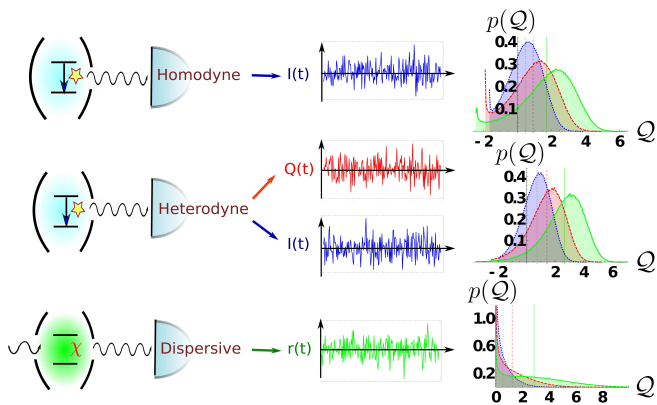 p(Q)
0.4
0.3
0.2
0.1
-2 2 4 6 Q
Homodyne I(t)
p(Q)
0.4
0.3
0.2
0.1
-2 2 4 6 Q
Q(t)
Heterodyne
I(t)
p(Q)
1.0
0.6
0.2
0 2 4 6 8 Q
χ Dispersive r(t)